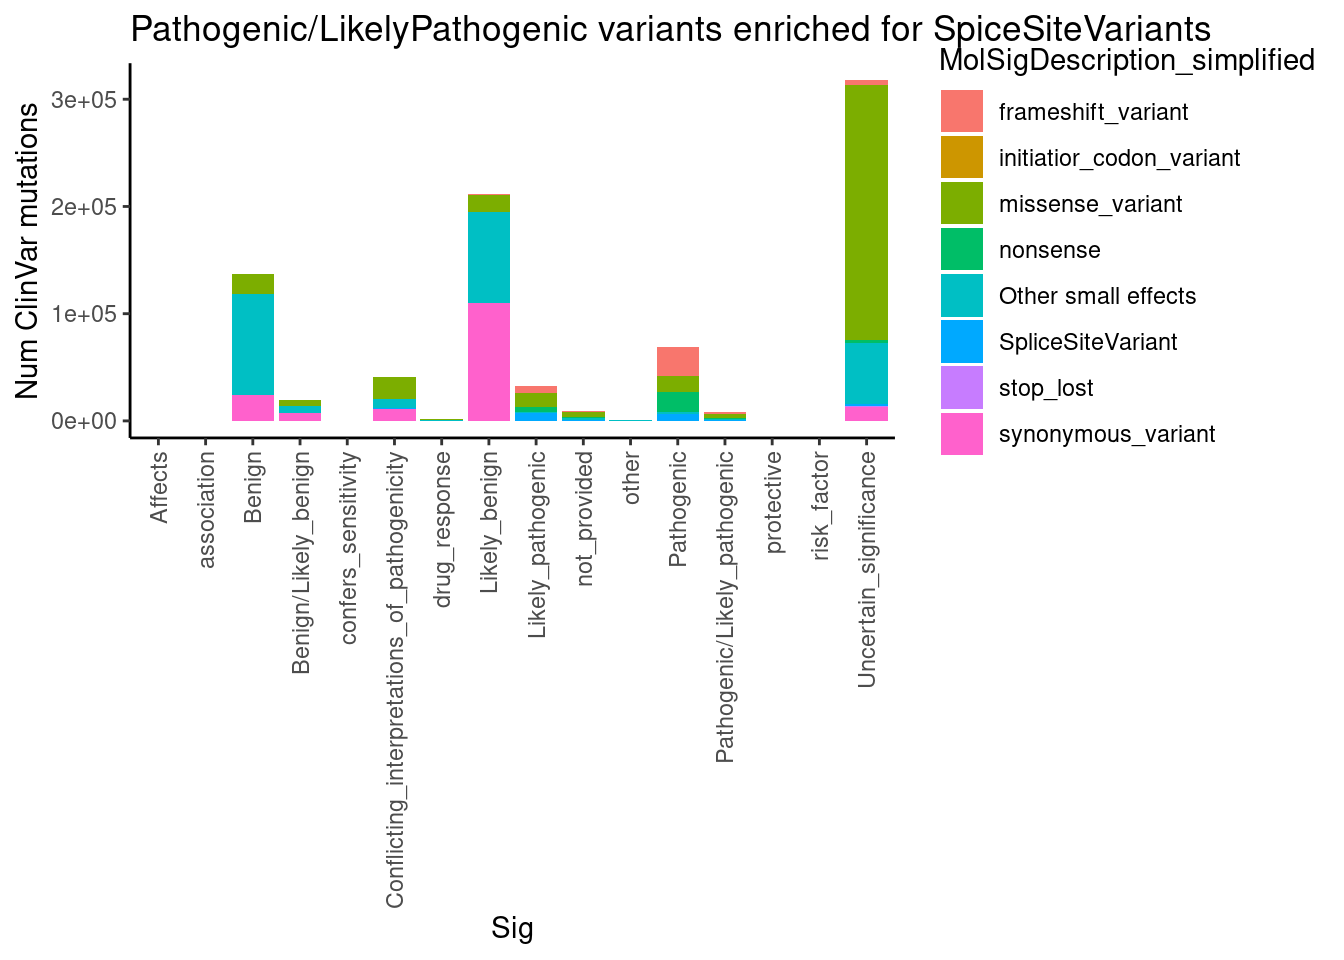 Pathogenic/LikelyPathogenic variants enriched for SpiceSiteVariants
MolSigDescription_simplified
frameshift_variant
initiatior_codon_variant
missense_variant
nonsense
Other small effects
SpliceSiteVariant
stop_lost
synonymous_variant
Num ClinVar mutations
3e+05
2e+05
1e+05
0e+00
Affects
association
Benign
Benign/Likely_benign
confers_sensitivity
Conflicting_interpretations_of_pathogenicity
drug_response
Likely_benign
Likely_pathogenic
not_provided
other
Pathogenic
Pathogenic/Likely_pathogenic
protective
risk_factor
Uncertain_significance
Sig